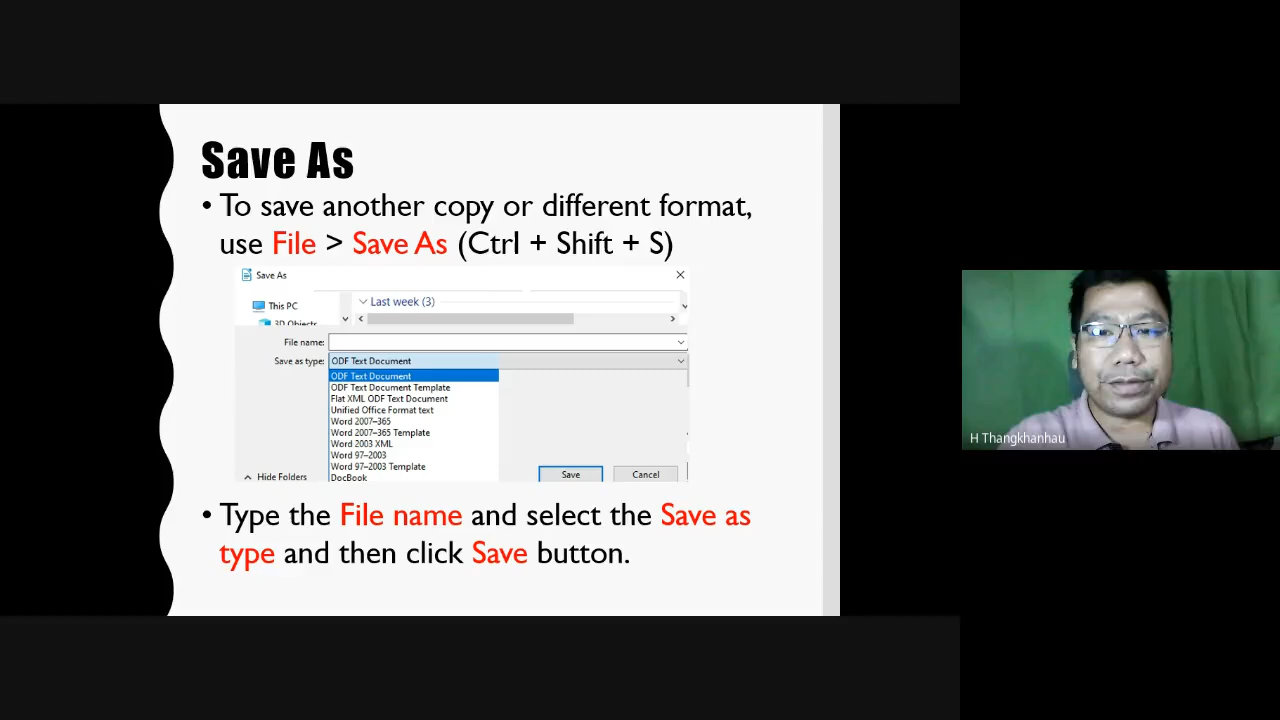 Save As
• To save another copy or different format,
use File > Save As (Ctrl + Shift + S)
Save As
This PC
3D Objects
Last week (3)
File name:
Save as type: ODF Text Document
ODF Text Document
ODF Text Document Template
Flat XML ODF Text Document
Unified Office Format text
Word 2007–365
Word 2007–365 Template
Word 2003 XML
Word 97–2003
Word 97–2003 Template
DocBook
Hide Folders
Save
Cancel
• Type the File name and select the Save as
type and then click Save button.
H Thangkhanhau